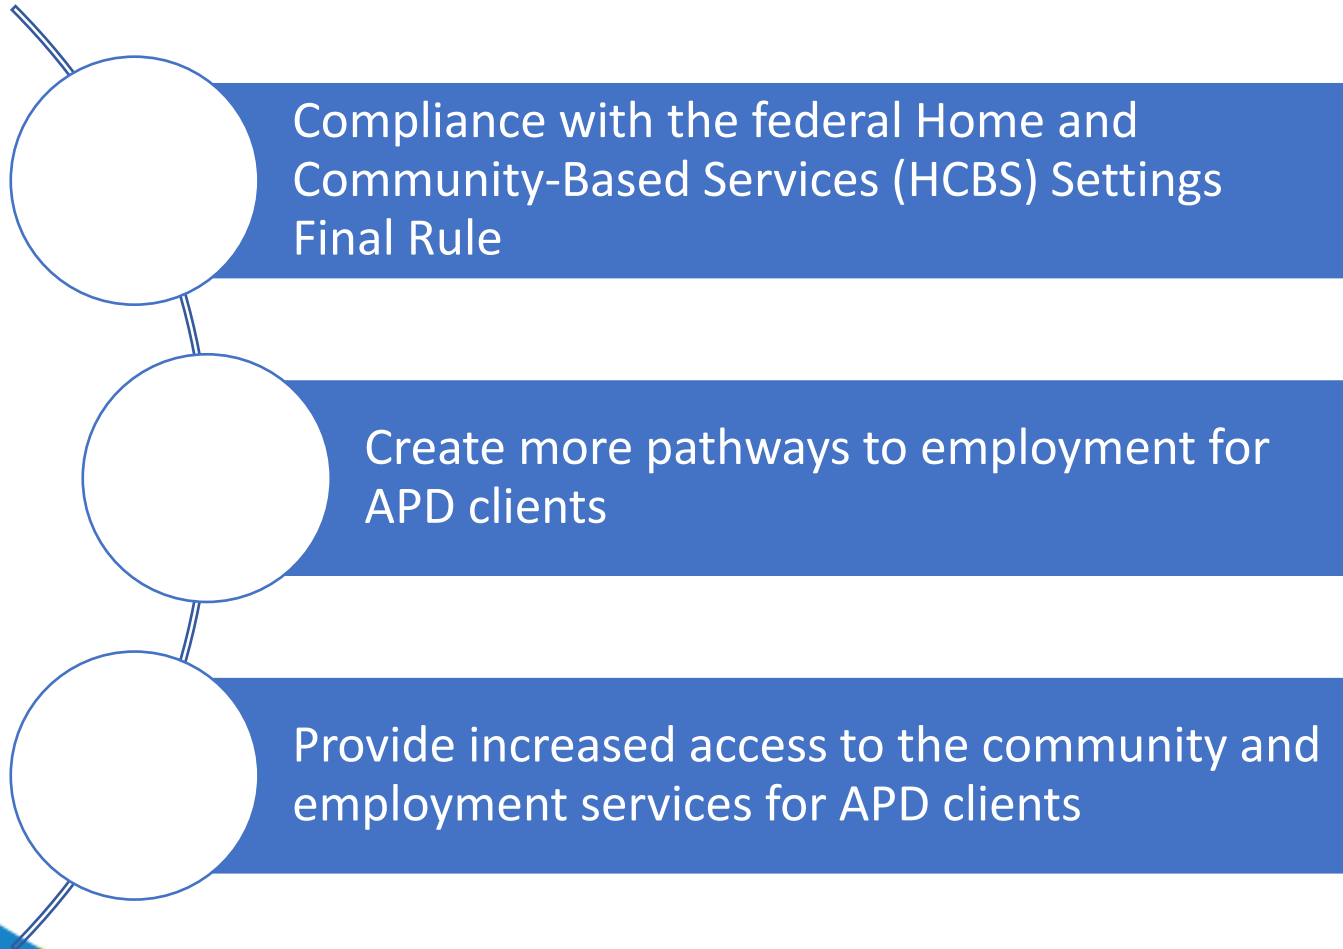 Compliance with the federal Home and
Community-Based Services (HCBS) Settings
Final Rule
Create more pathways to employment for
APD clients
Provide increased access to the community and
employment services for APD clients